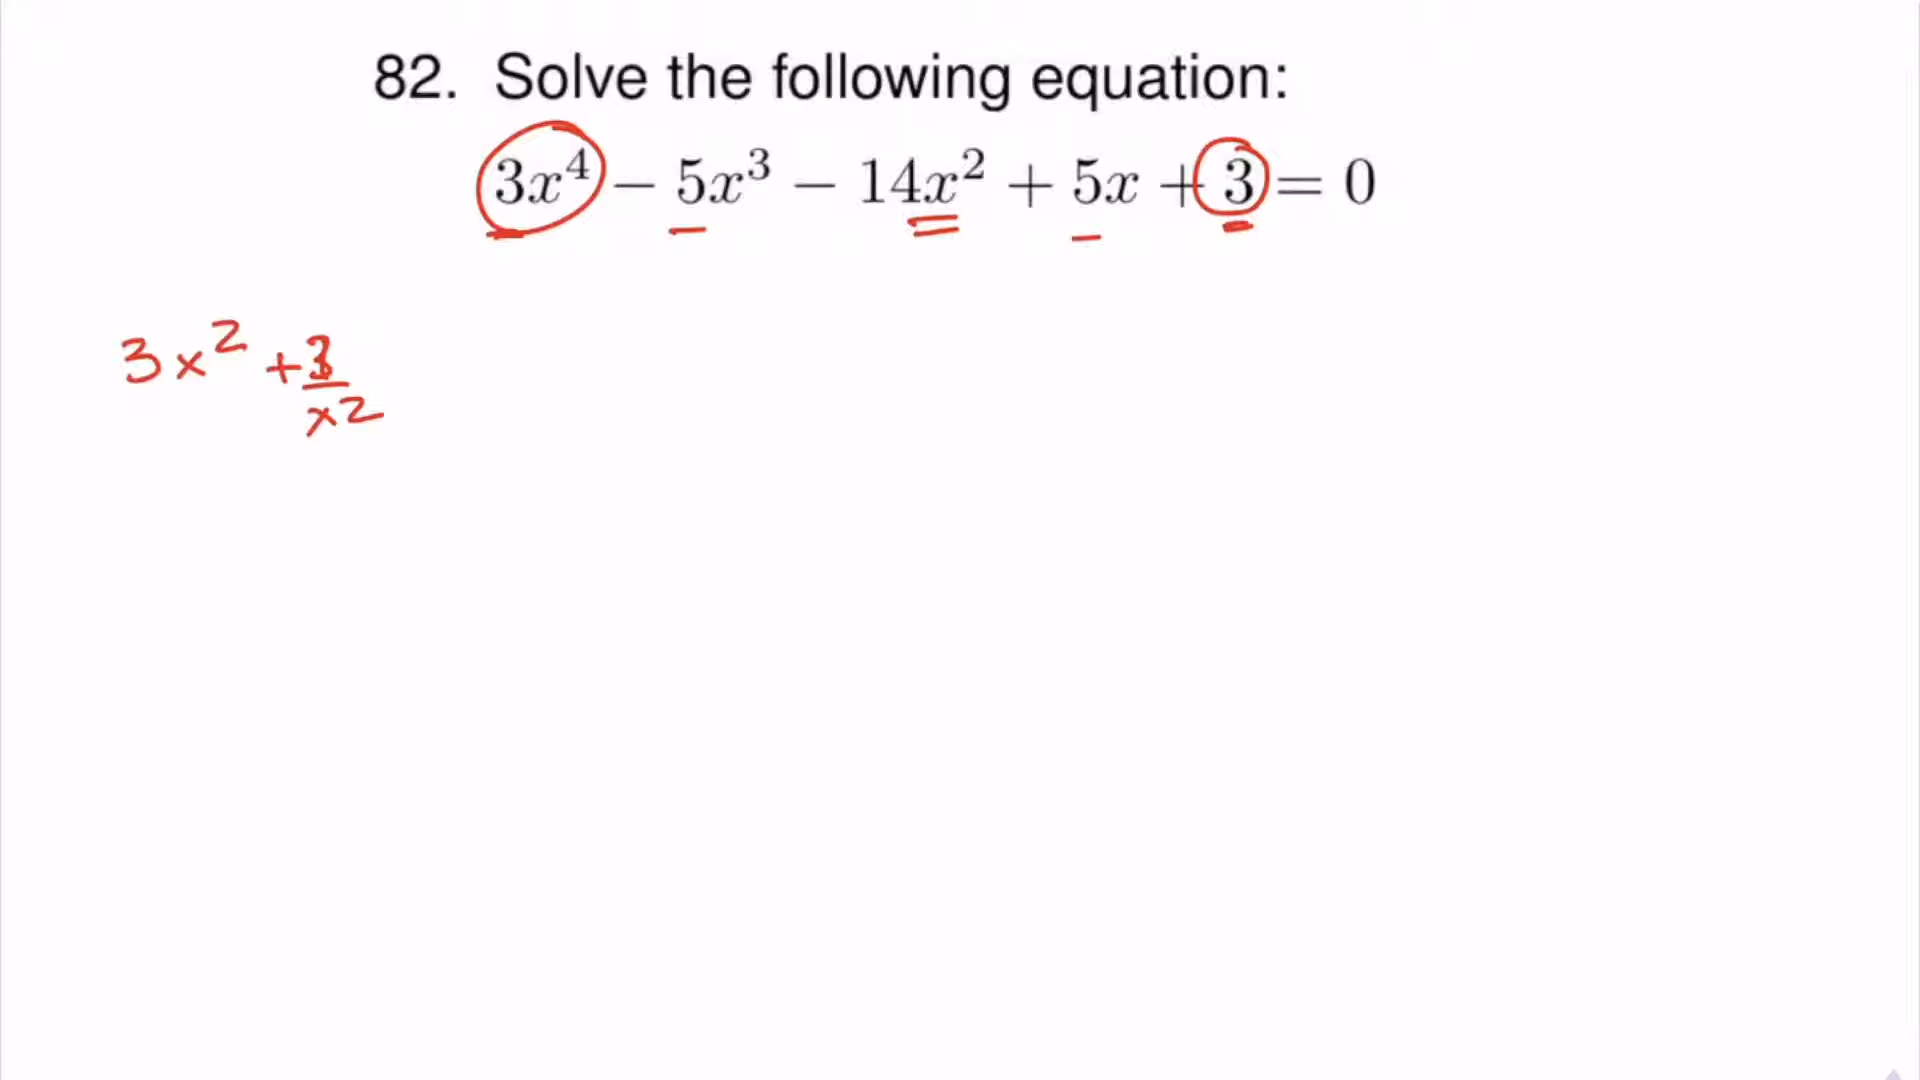 82. Solve the following equation:
3x⁴ − 5x³ − 14x² + 5x + 3 = 0
3x² + 3/x²